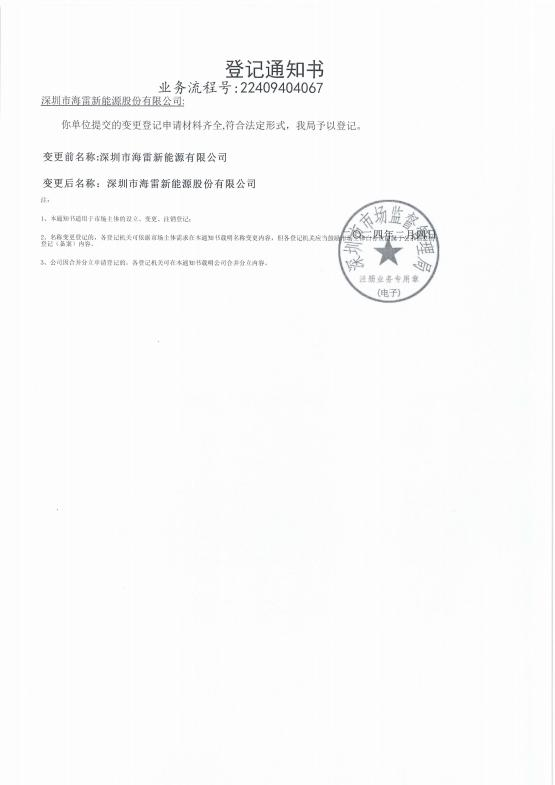 登记通知书
业务流程号:22409404067
深圳市海雷新能源股份有限公司:
你单位提交的变更登记申请材料齐全,符合法定形式，我局予以登记。
变更前名称:深圳市海雷新能源有限公司
变更后名称：深圳市海雷新能源股份有限公司
注：
1、本通知书适用于市场主体的设立、变更、注销登记；
2、名称变更登记的，各登记机关可依据市场主体需求在本通知书载明名称变更内容，但各登记机关应当
登记（备案）内容。
3、公司因合并分立申请登记的，各登记机关可在本通知书载明公司合并分立内容。
二四年二月四日
深圳市市场监督管理局
注册业务专用章
(电子)